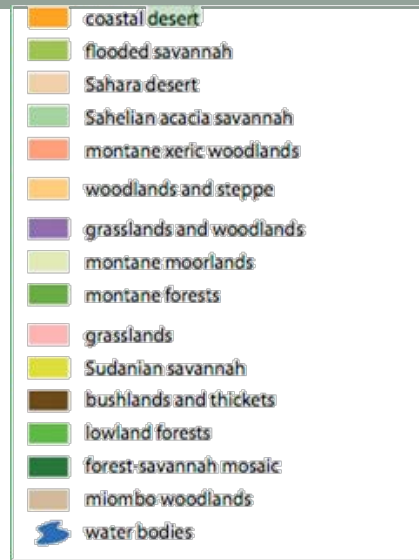 coastal desert
flooded savannah
Sahara desert
Sahelian acacia savannah
montane xeric woodlands
woodlands and steppe
grasslands and woodlands
montane moorlands
montane forests
grasslands
Sudanian savannah
bushlands and thickets
lowland forests
forest-savannah mosaic
miombo woodlands
water bodies